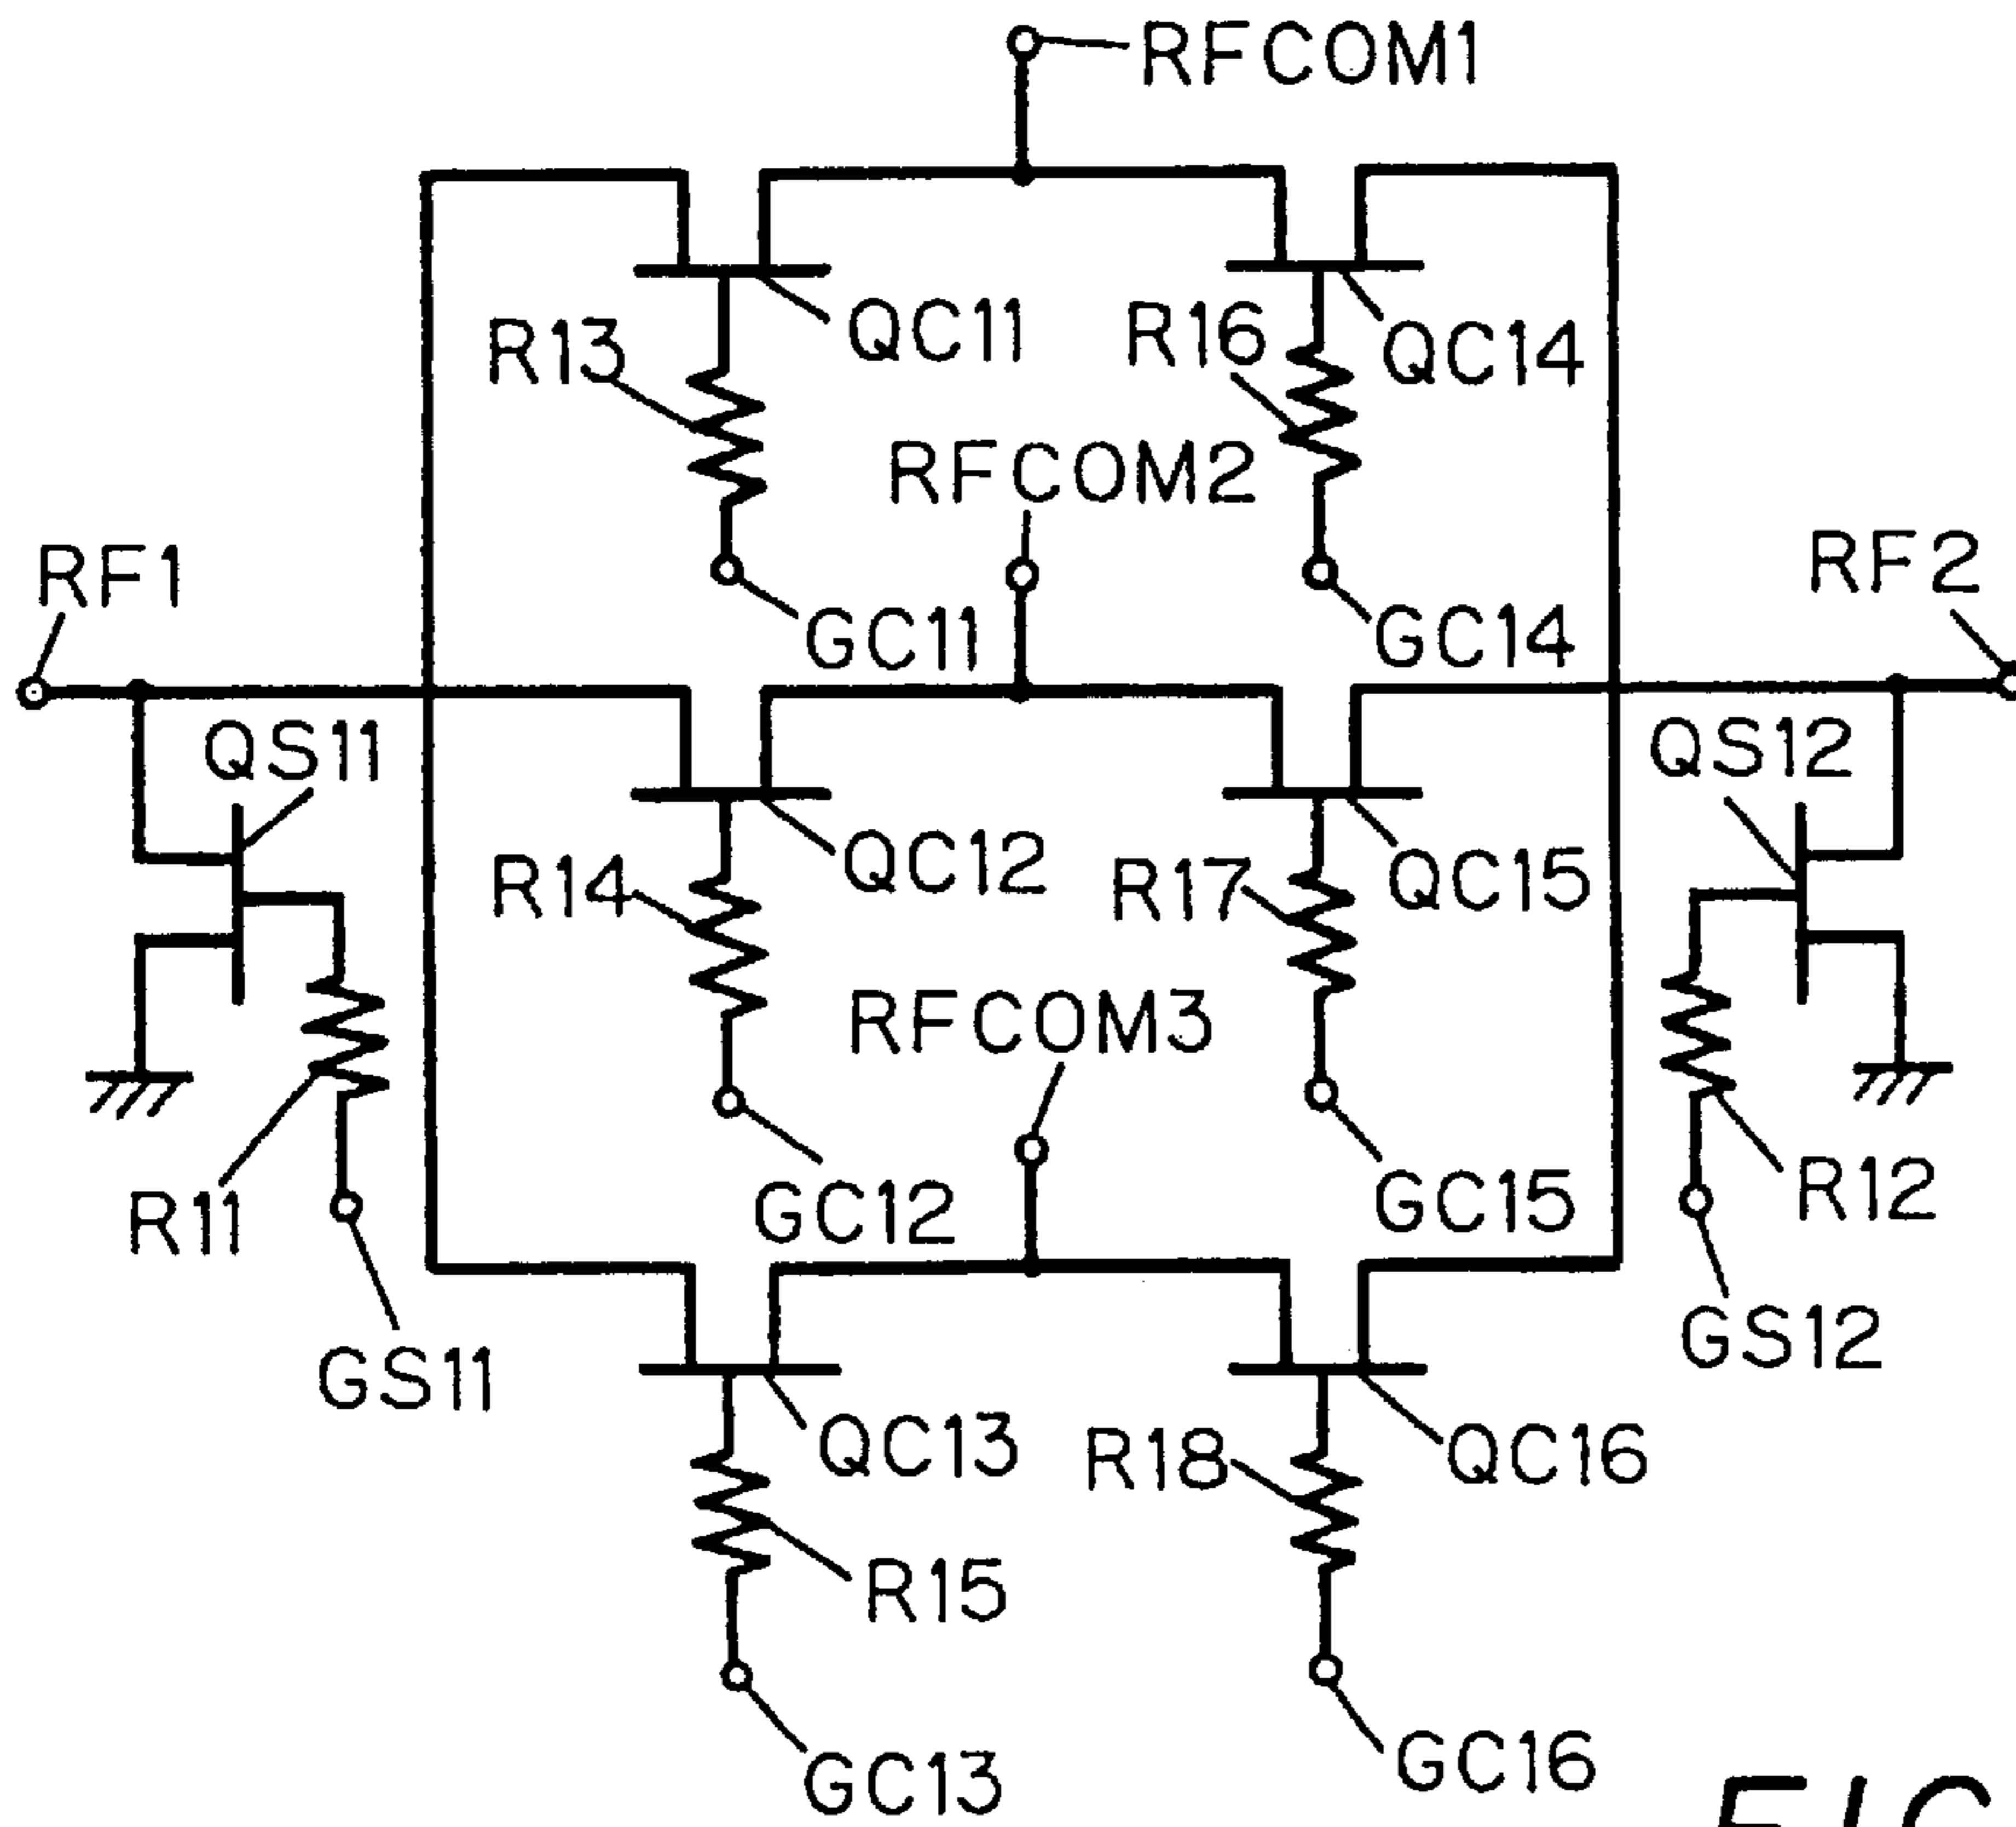 RFCOM1
QC11
R13
R16
QC14
RFCOM2
RF1
RF2
GC11
GC14
QS11
QS12
QC12
R14
R17
QC15
RFCOM3
R11
GC12
GC15
R12
GS11
GS12
QC13
R18
QC16
R15
GC13
GC16